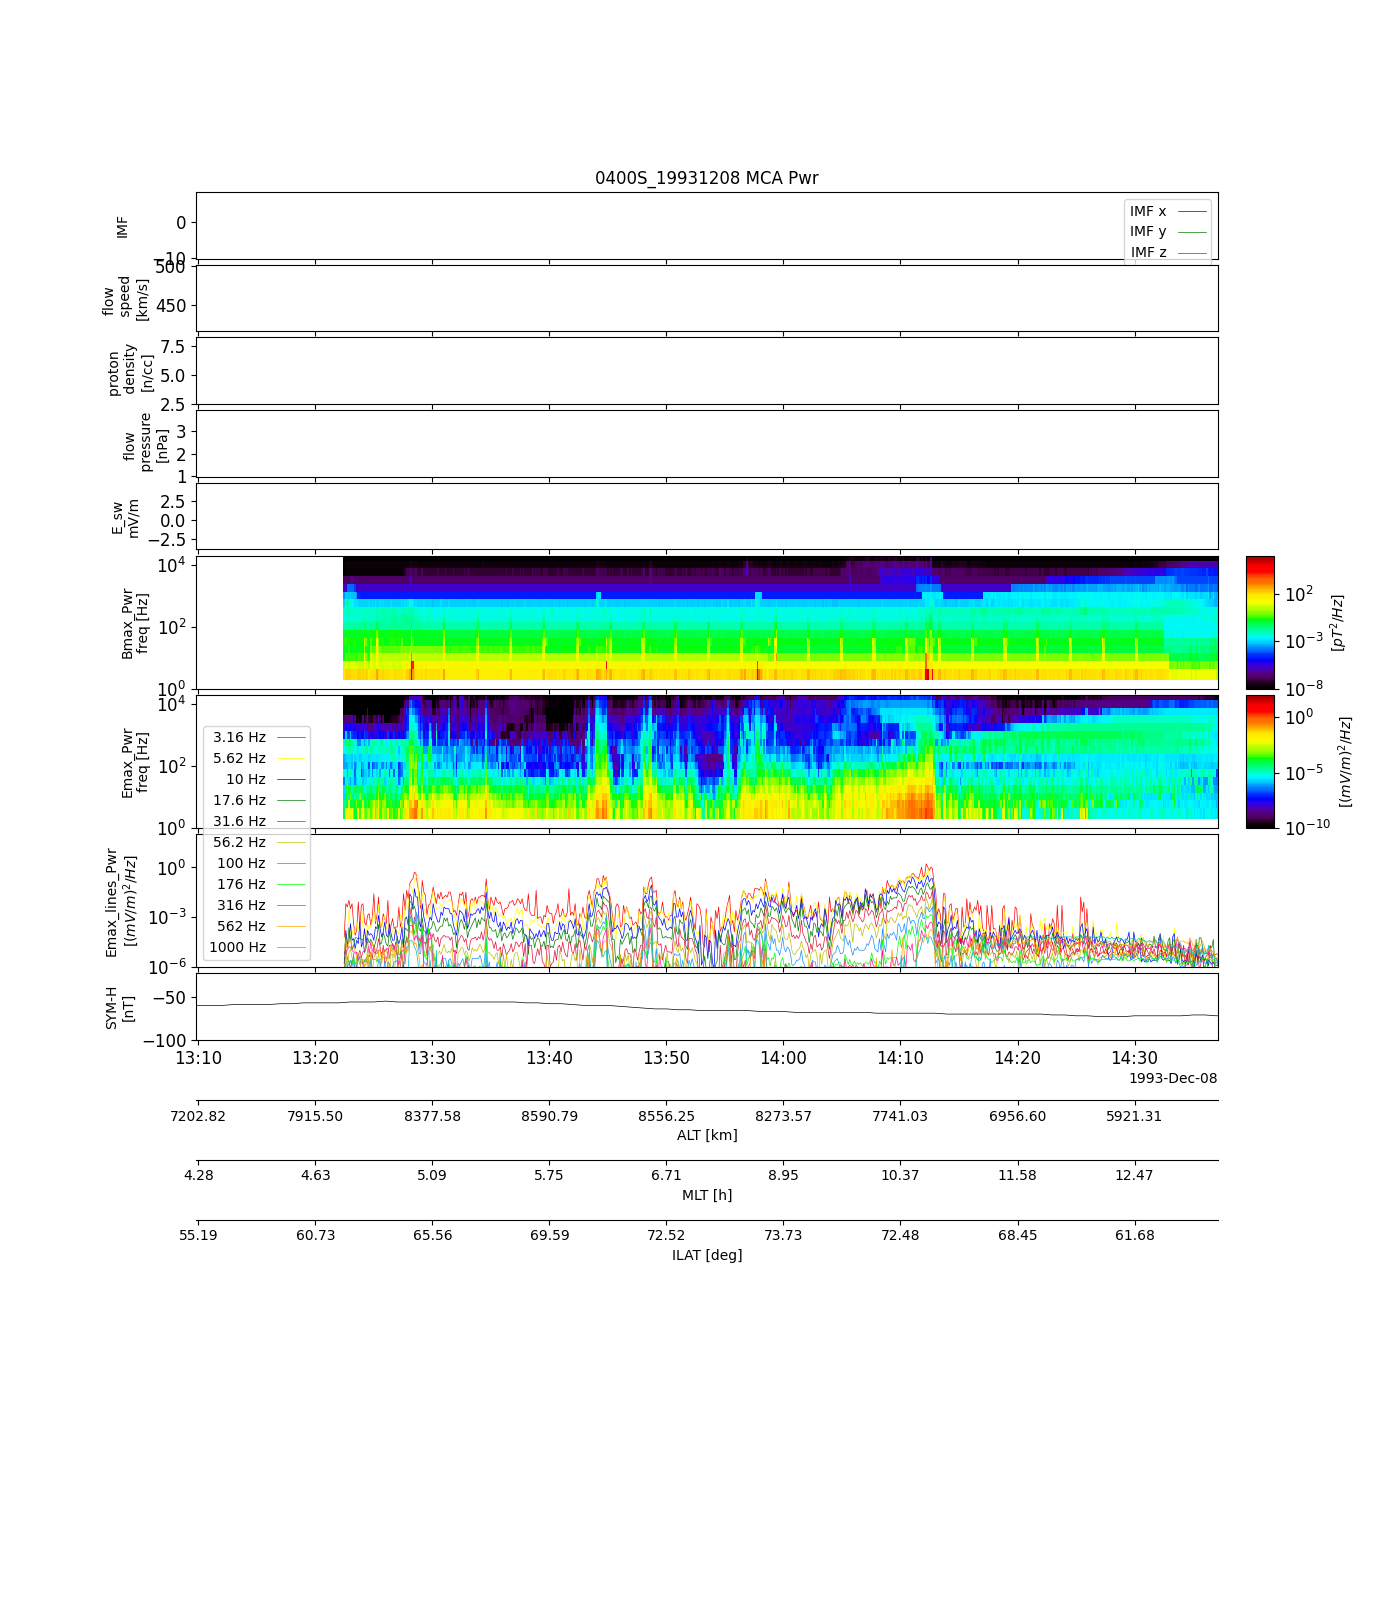 0400S_19931208 MCA Pwr
IMF
0
−10
IMF x
IMF y
IMF z
flow
speed
[km/s]
500
450
proton
density
[n/cc]
7.5
5.0
2.5
flow
pressure
[nPa]
3
2
1
E_sw
mV/m
2.5
0.0
−2.5
Bmax_Pwr
freq [Hz]
10^4
10^2
10^0
10^2
10^-3
10^-8
[pT^2/Hz]
Emax_Pwr
freq [Hz]
10^4
10^2
10^0
10^0
10^-5
10^-10
[(mV/m)^2/Hz]
3.16 Hz
5.62 Hz
10 Hz
17.6 Hz
31.6 Hz
56.2 Hz
100 Hz
176 Hz
316 Hz
562 Hz
1000 Hz
Emax_lines_Pwr
[(mV/m)^2/Hz]
10^0
10^-3
10^-6
SYM-H
[nT]
−50
−100
13:10 13:20 13:30 13:40 13:50 14:00 14:10 14:20 14:30
1993-Dec-08
7202.82 7915.50 8377.58 8590.79 8556.25 8273.57 7741.03 6956.60 5921.31
ALT [km]
4.28 4.63 5.09 5.75 6.71 8.95 10.37 11.58 12.47
MLT [h]
55.19 60.73 65.56 69.59 72.52 73.73 72.48 68.45 61.68
ILAT [deg]